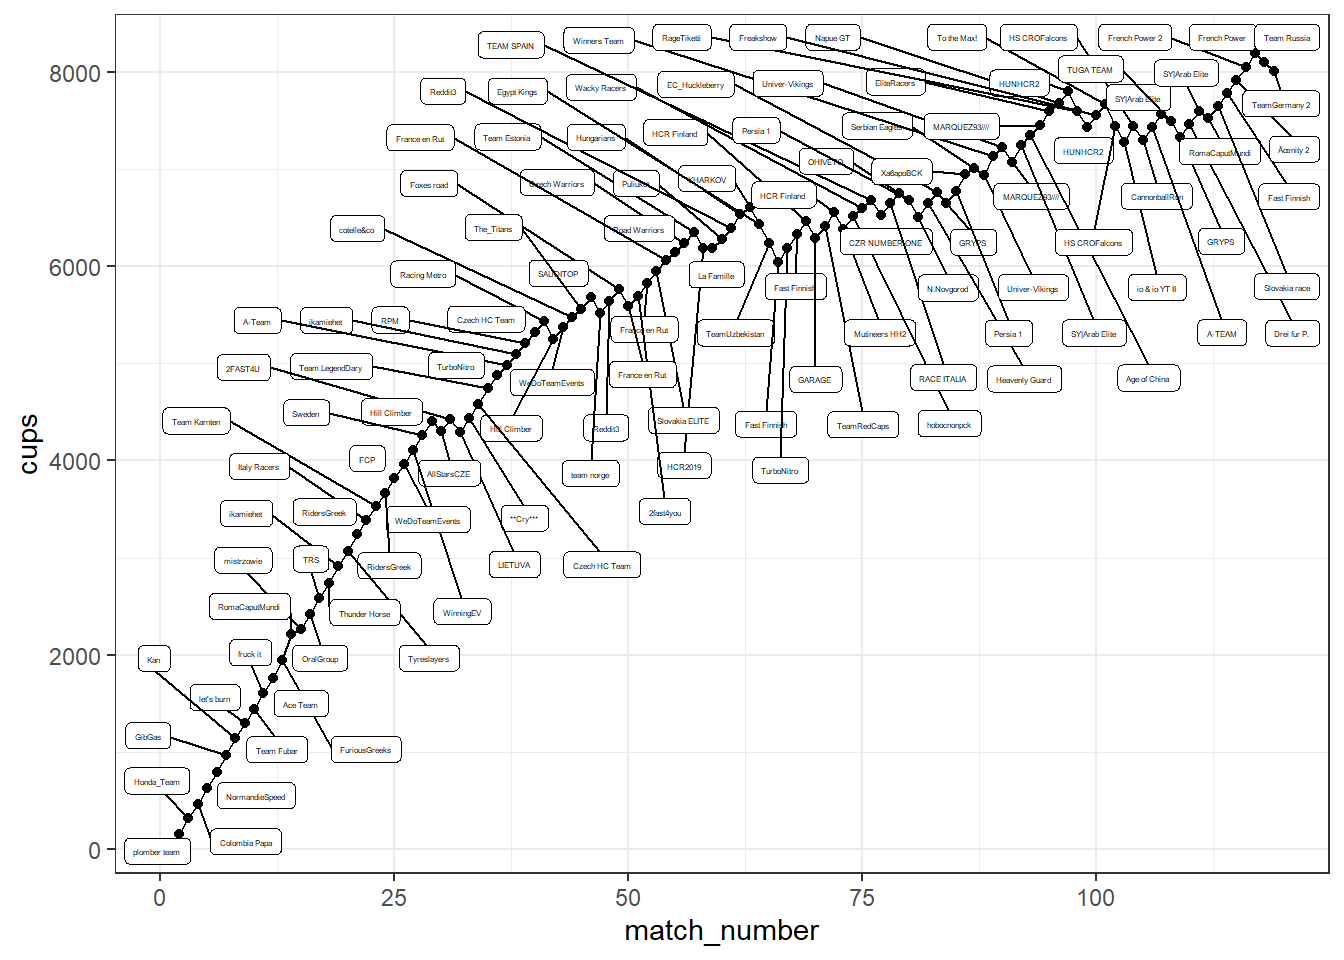 French Power 2
French Power
Team Russia
To the Max!
HS CROFalcons
RageTiketti
Freakshow
Napue GT
Winners Team
TEAM SPAIN
TUGA TEAM
SY|Arab Elite
HUNHCR2
EliteRacers
Univer-Vikings
EC_Huckleberry
Wacky Racers
Egypt Kings
Reddit3
SY|Arab Elite
TeamGermany 2
Serbian Eagles
MARQUEZ93////
Persia 1
HCR Finland
Hungarians
Team Estonia
France en Rut
HUNHCR2
RomaCaputMundi
OHIVETO
XaбapoBCK
KHARKOV
Puliukot
Czech Warriors
Foxes road
HCR Finland
MARQUEZ93////
CannonballRun
Fast Finnish
The_Titans
cotelle&co
Road Warriors
CZR NUMBER ONE
GRYPS
HS CROFalcons
GRYPS
SAUDITOP
Racing Metro
La Famille
Fast Finnish
N.Novgorod
Univer-Vikings
io & io YT II
Slovakia race
A-Team
ikamiehet
RPM
Czech HC Team
France en Rut
TeamUzbekistan
Mutineers HH2
Persia 1
SY|Arab Elite
A-TEAM
Drei fur P.
2FAST4U
Team LegenDary
TurboNitro
WeDoTeamEvents
France en Rut
GARAGE
RACE ITALIA
Heavenly Guard
Age of China
Team Karnten
Sweden
Hill Climber
Hill Climber
Reddit3
Slovakia ELITE
Fast Finnish
TeamRedCaps
hobocnonpck
Italy Racers
FCP
AllStarsCZE
team norge
HCR2019
TurboNitro
ikamiehet
RidersGreek
WeDoTeamEvents
**Cry***
2fast4you
mistrzowie
TRS
RidersGreek
LIETUVA
Czech HC Team
RomaCaputMundi
Thunder Horse
WinningEV
Kan
fruck it
OralGroup
Tyreslayers
let's burn
Ace Team
GibGas
Team Fubar
FuriousGreeks
Honda_Team
NormandieSpeed
plomber team
Colombia Papa
8000
6000
4000
2000
0
cups
0
25
50
75
100
match_number